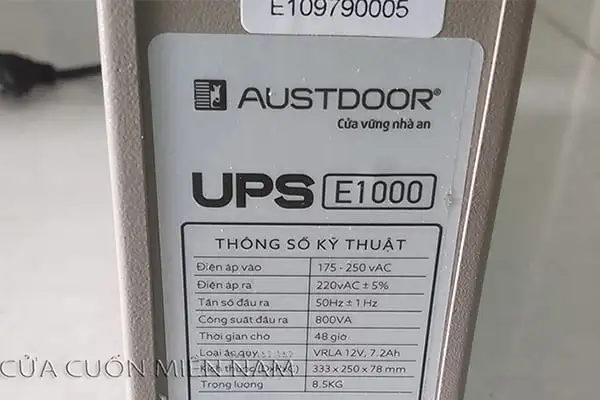 E109790005
AUSTDOOR®
Cửa vững nhà an
UPS E1000
THÔNG SỐ KỸ THUẬT
Điện áp vào 175 - 250 vAC
Điện áp ra 220vAC ± 5%
Tần số đầu ra 50Hz ± 1 Hz
Công suất đầu ra 800VA
Thời gian chờ 48 giờ
Loại ắc quy VRLA 12V, 7.2Ah
CỬA CUỐN MIỀN NAM
Kích thước 333 x 250 x 78 mm
Trọng lượng 8.5KG